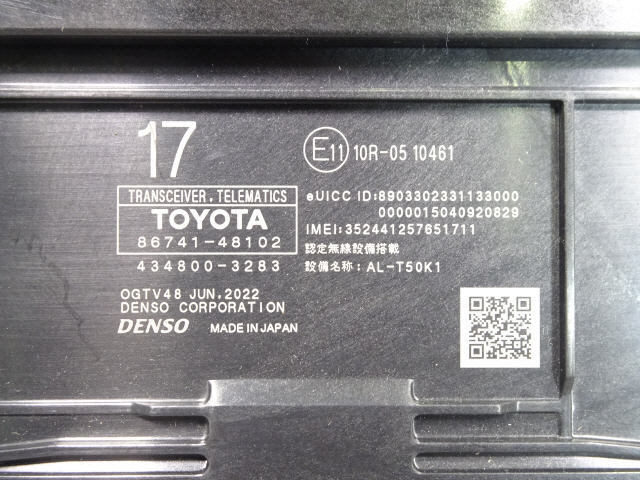 17
E11 10R-05 10461
TRANSCEIVER, TELEMATICS
TOYOTA
86741-48102
434800-3283
eUICC ID:8903302331133000
0000015040920829
IMEI:352441257651711
認定無線設備搭載
設備名称: AL-T50K1
OGTV48 JUN,2022
DENSO CORPORATION
DENSO MADE IN JAPAN